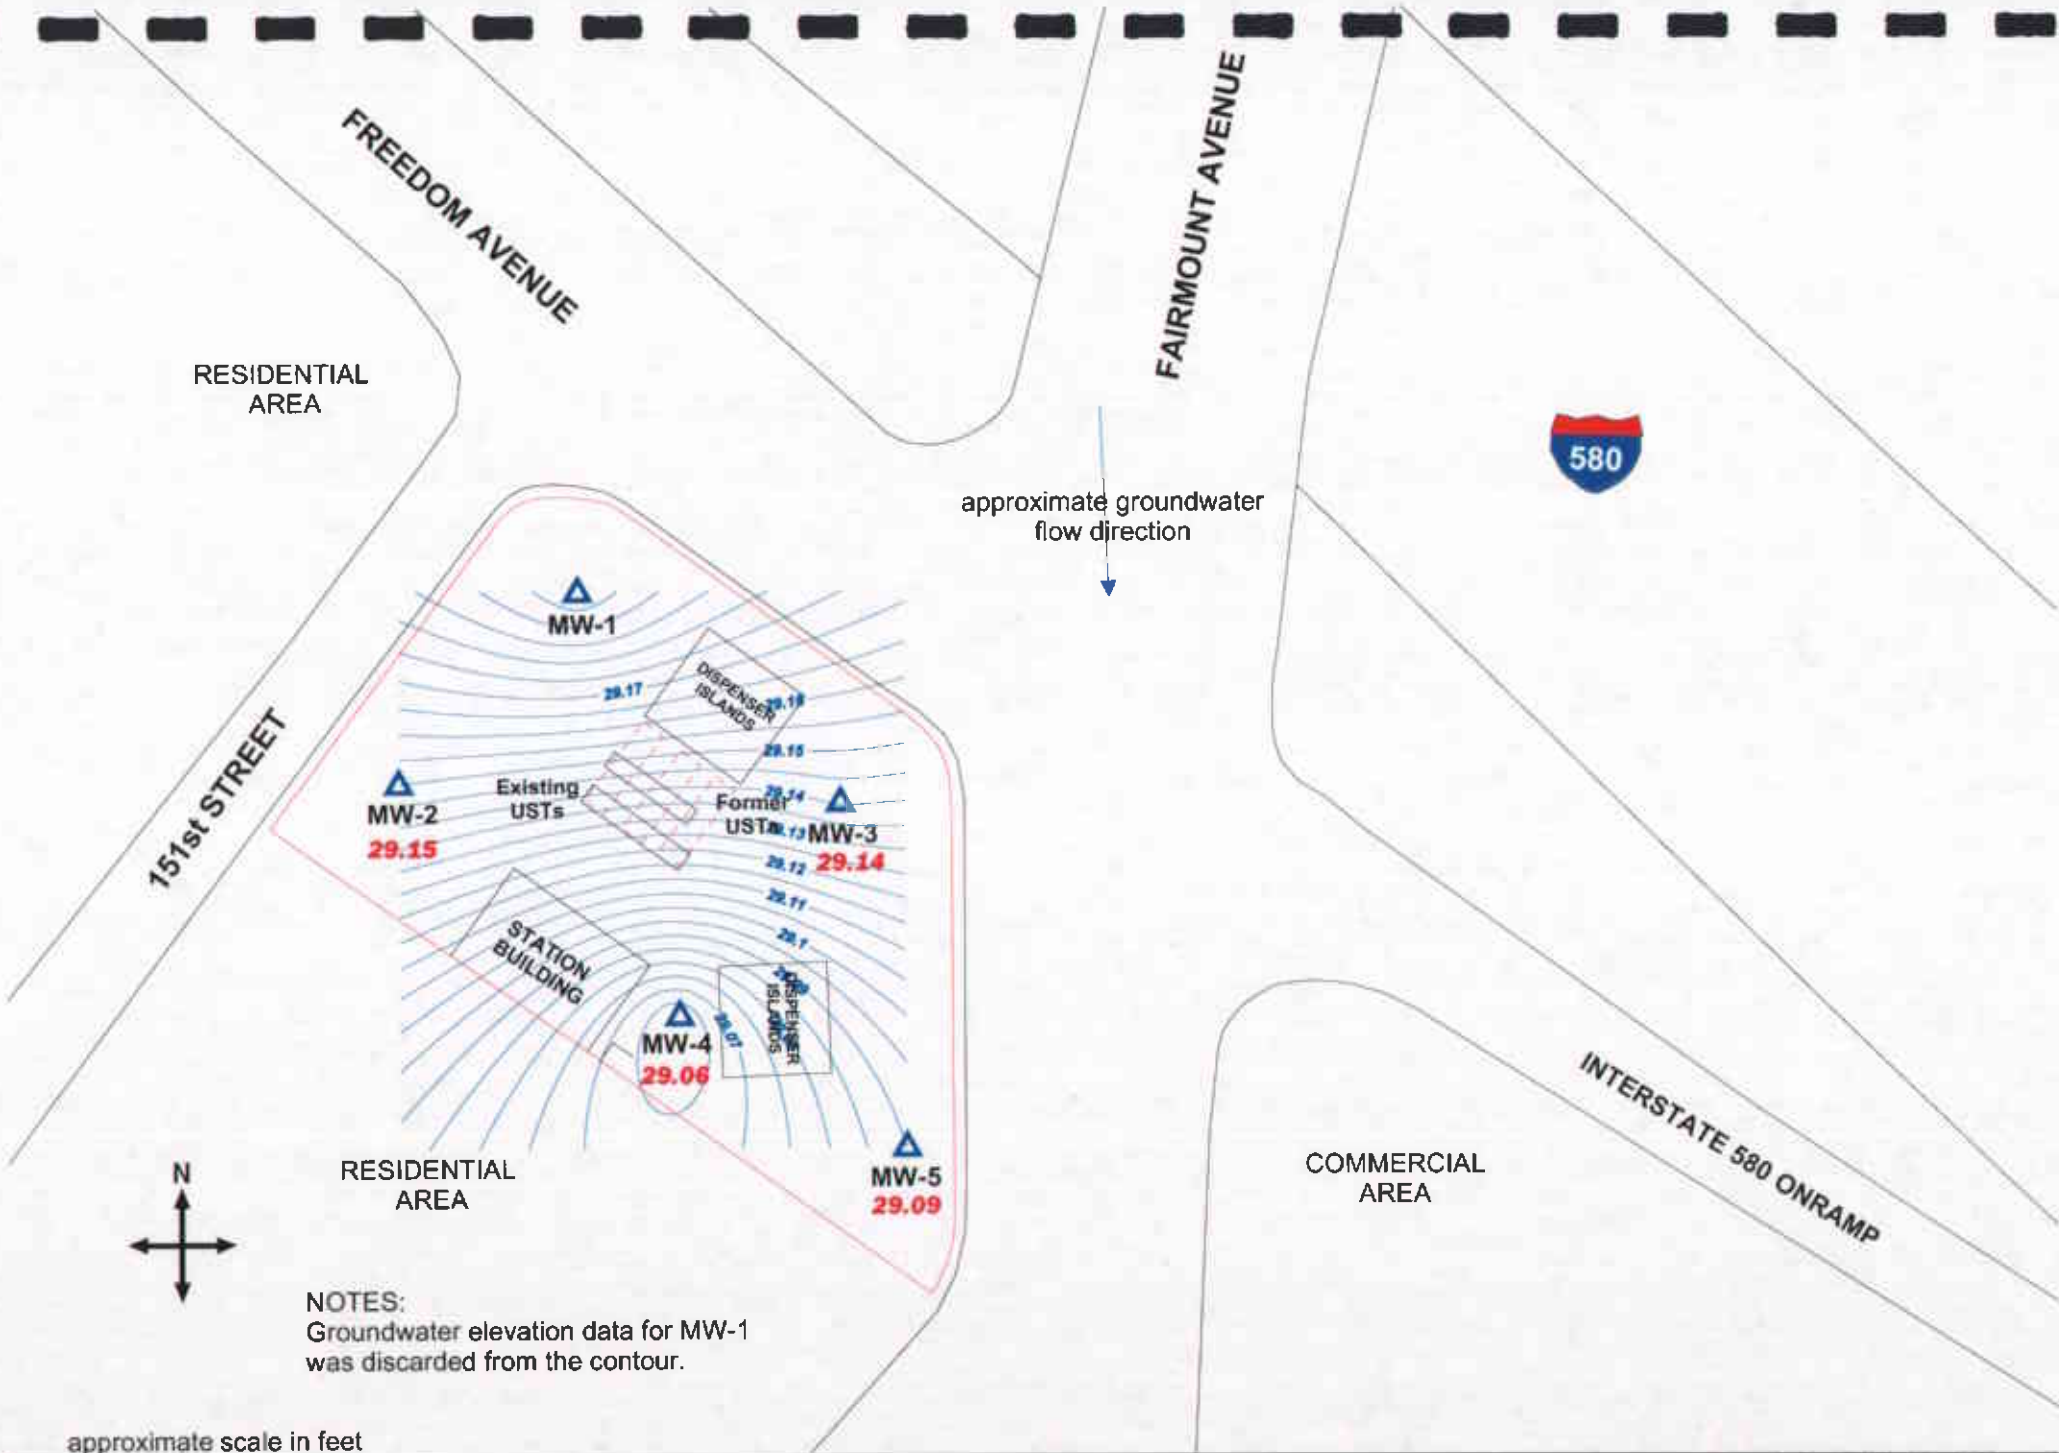 FREEDOM AVENUE
FAIRMOUNT AVENUE
RESIDENTIAL
AREA
580
approximate groundwater
flow direction
MW-1
DISPENSER
ISLANDS
29.17
29.15
151st STREET
MW-2
29.15
Existing
USTs
Former
29.14
29.13
MW-3
29.14
29.12
29.11
29.1
STATION
BUILDING
DISPENSER
ISLANDS
29.07
MW-4
29.06
MW-5
29.09
RESIDENTIAL
AREA
COMMERCIAL
AREA
INTERSTATE 580 ONRAMP
N
NOTES:
Groundwater elevation data for MW-1
was discarded from the contour.
approximate scale in feet